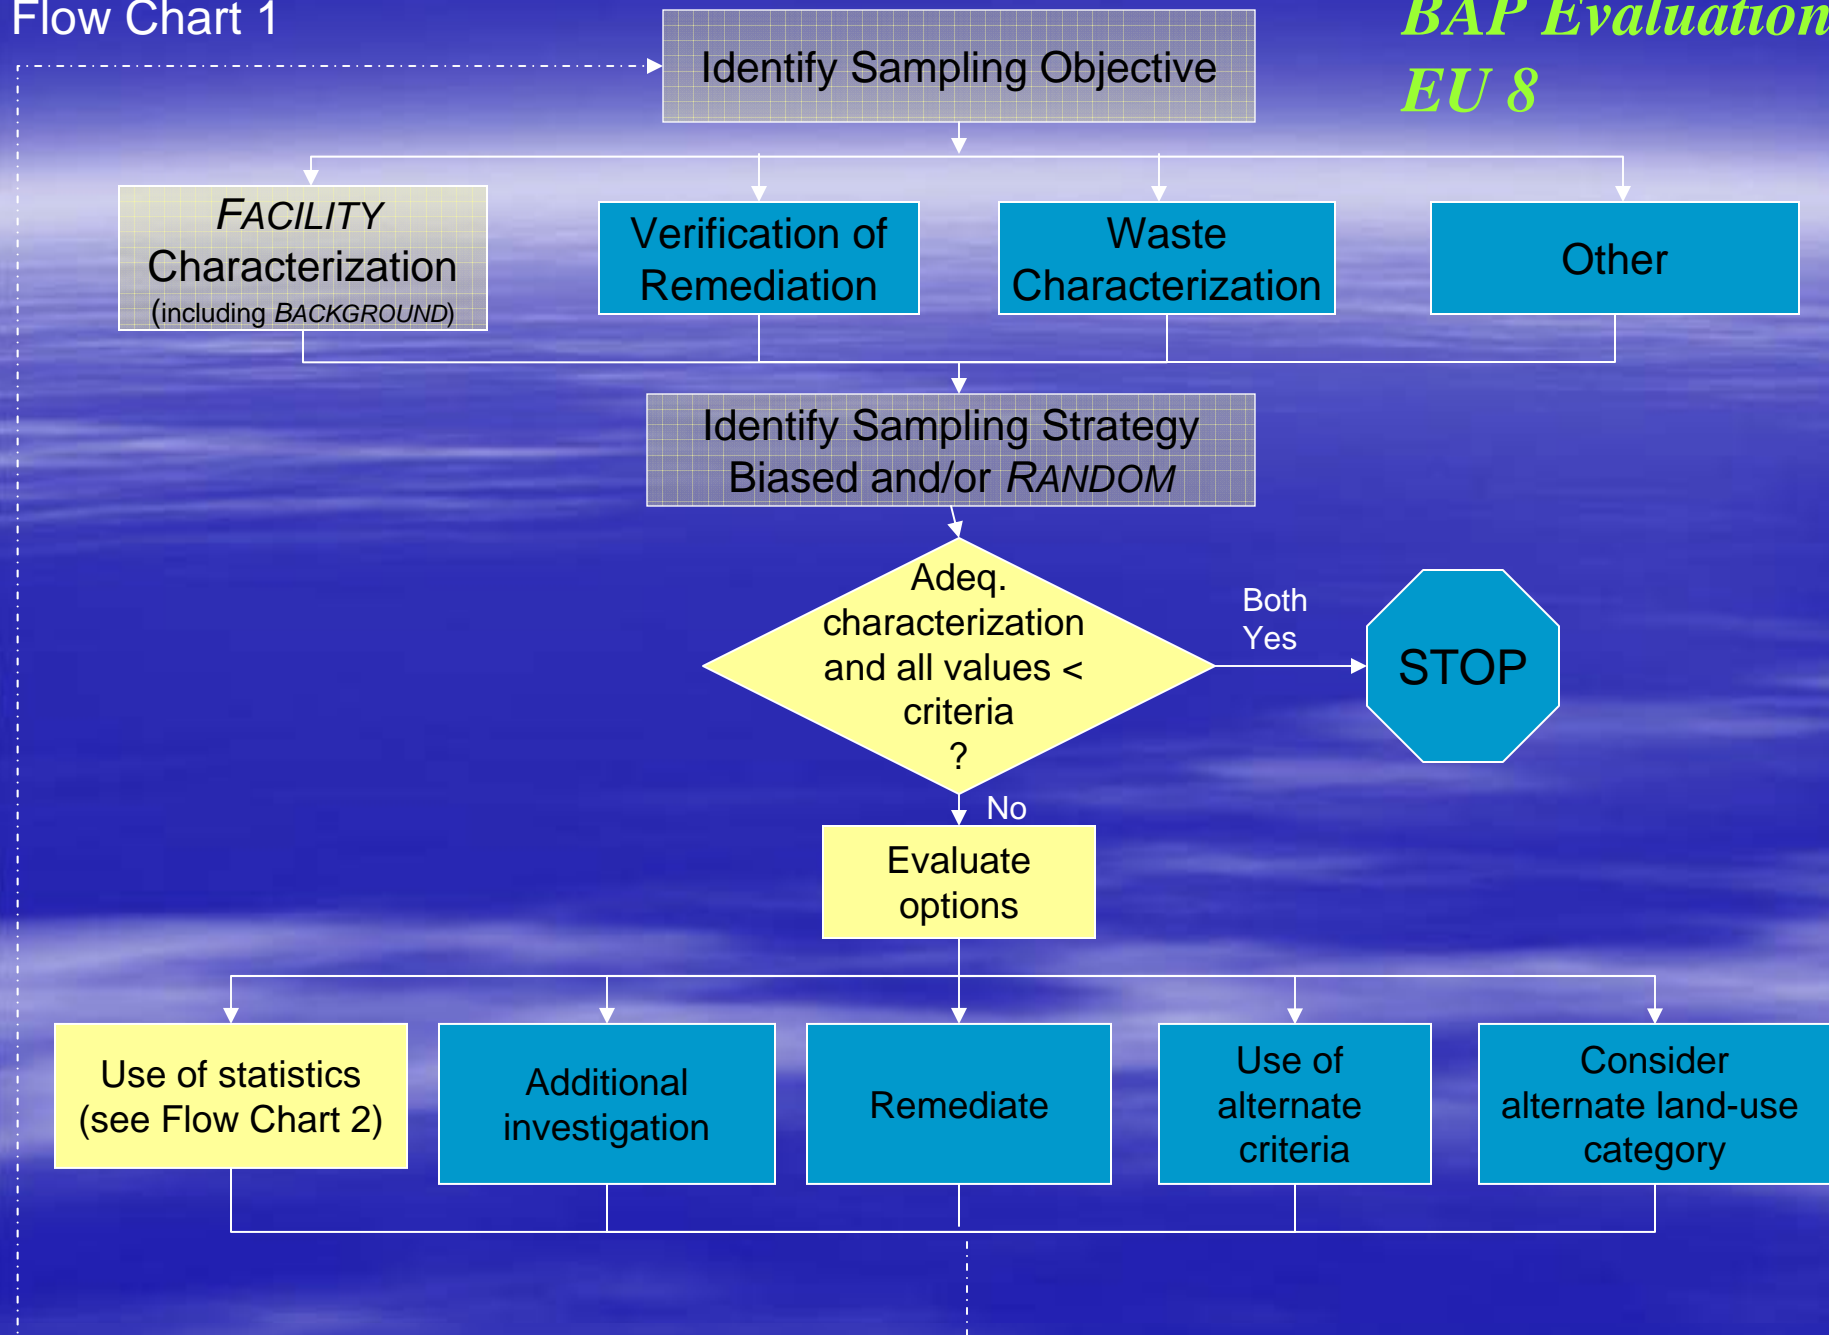 Flow Chart 1
BAP Evaluation
EU 8
Identify Sampling Objective
FACILITY
Characterization
(including BACKGROUND)
Verification of
Remediation
Waste
Characterization
Other
Identify Sampling Strategy
Biased and/or RANDOM
Adeq.
characterization
and all values <
criteria
?
Both
Yes
STOP
No
Evaluate
options
Use of statistics
(see Flow Chart 2)
Additional
investigation
Remediate
Use of
alternate
criteria
Consider
alternate land-use
category